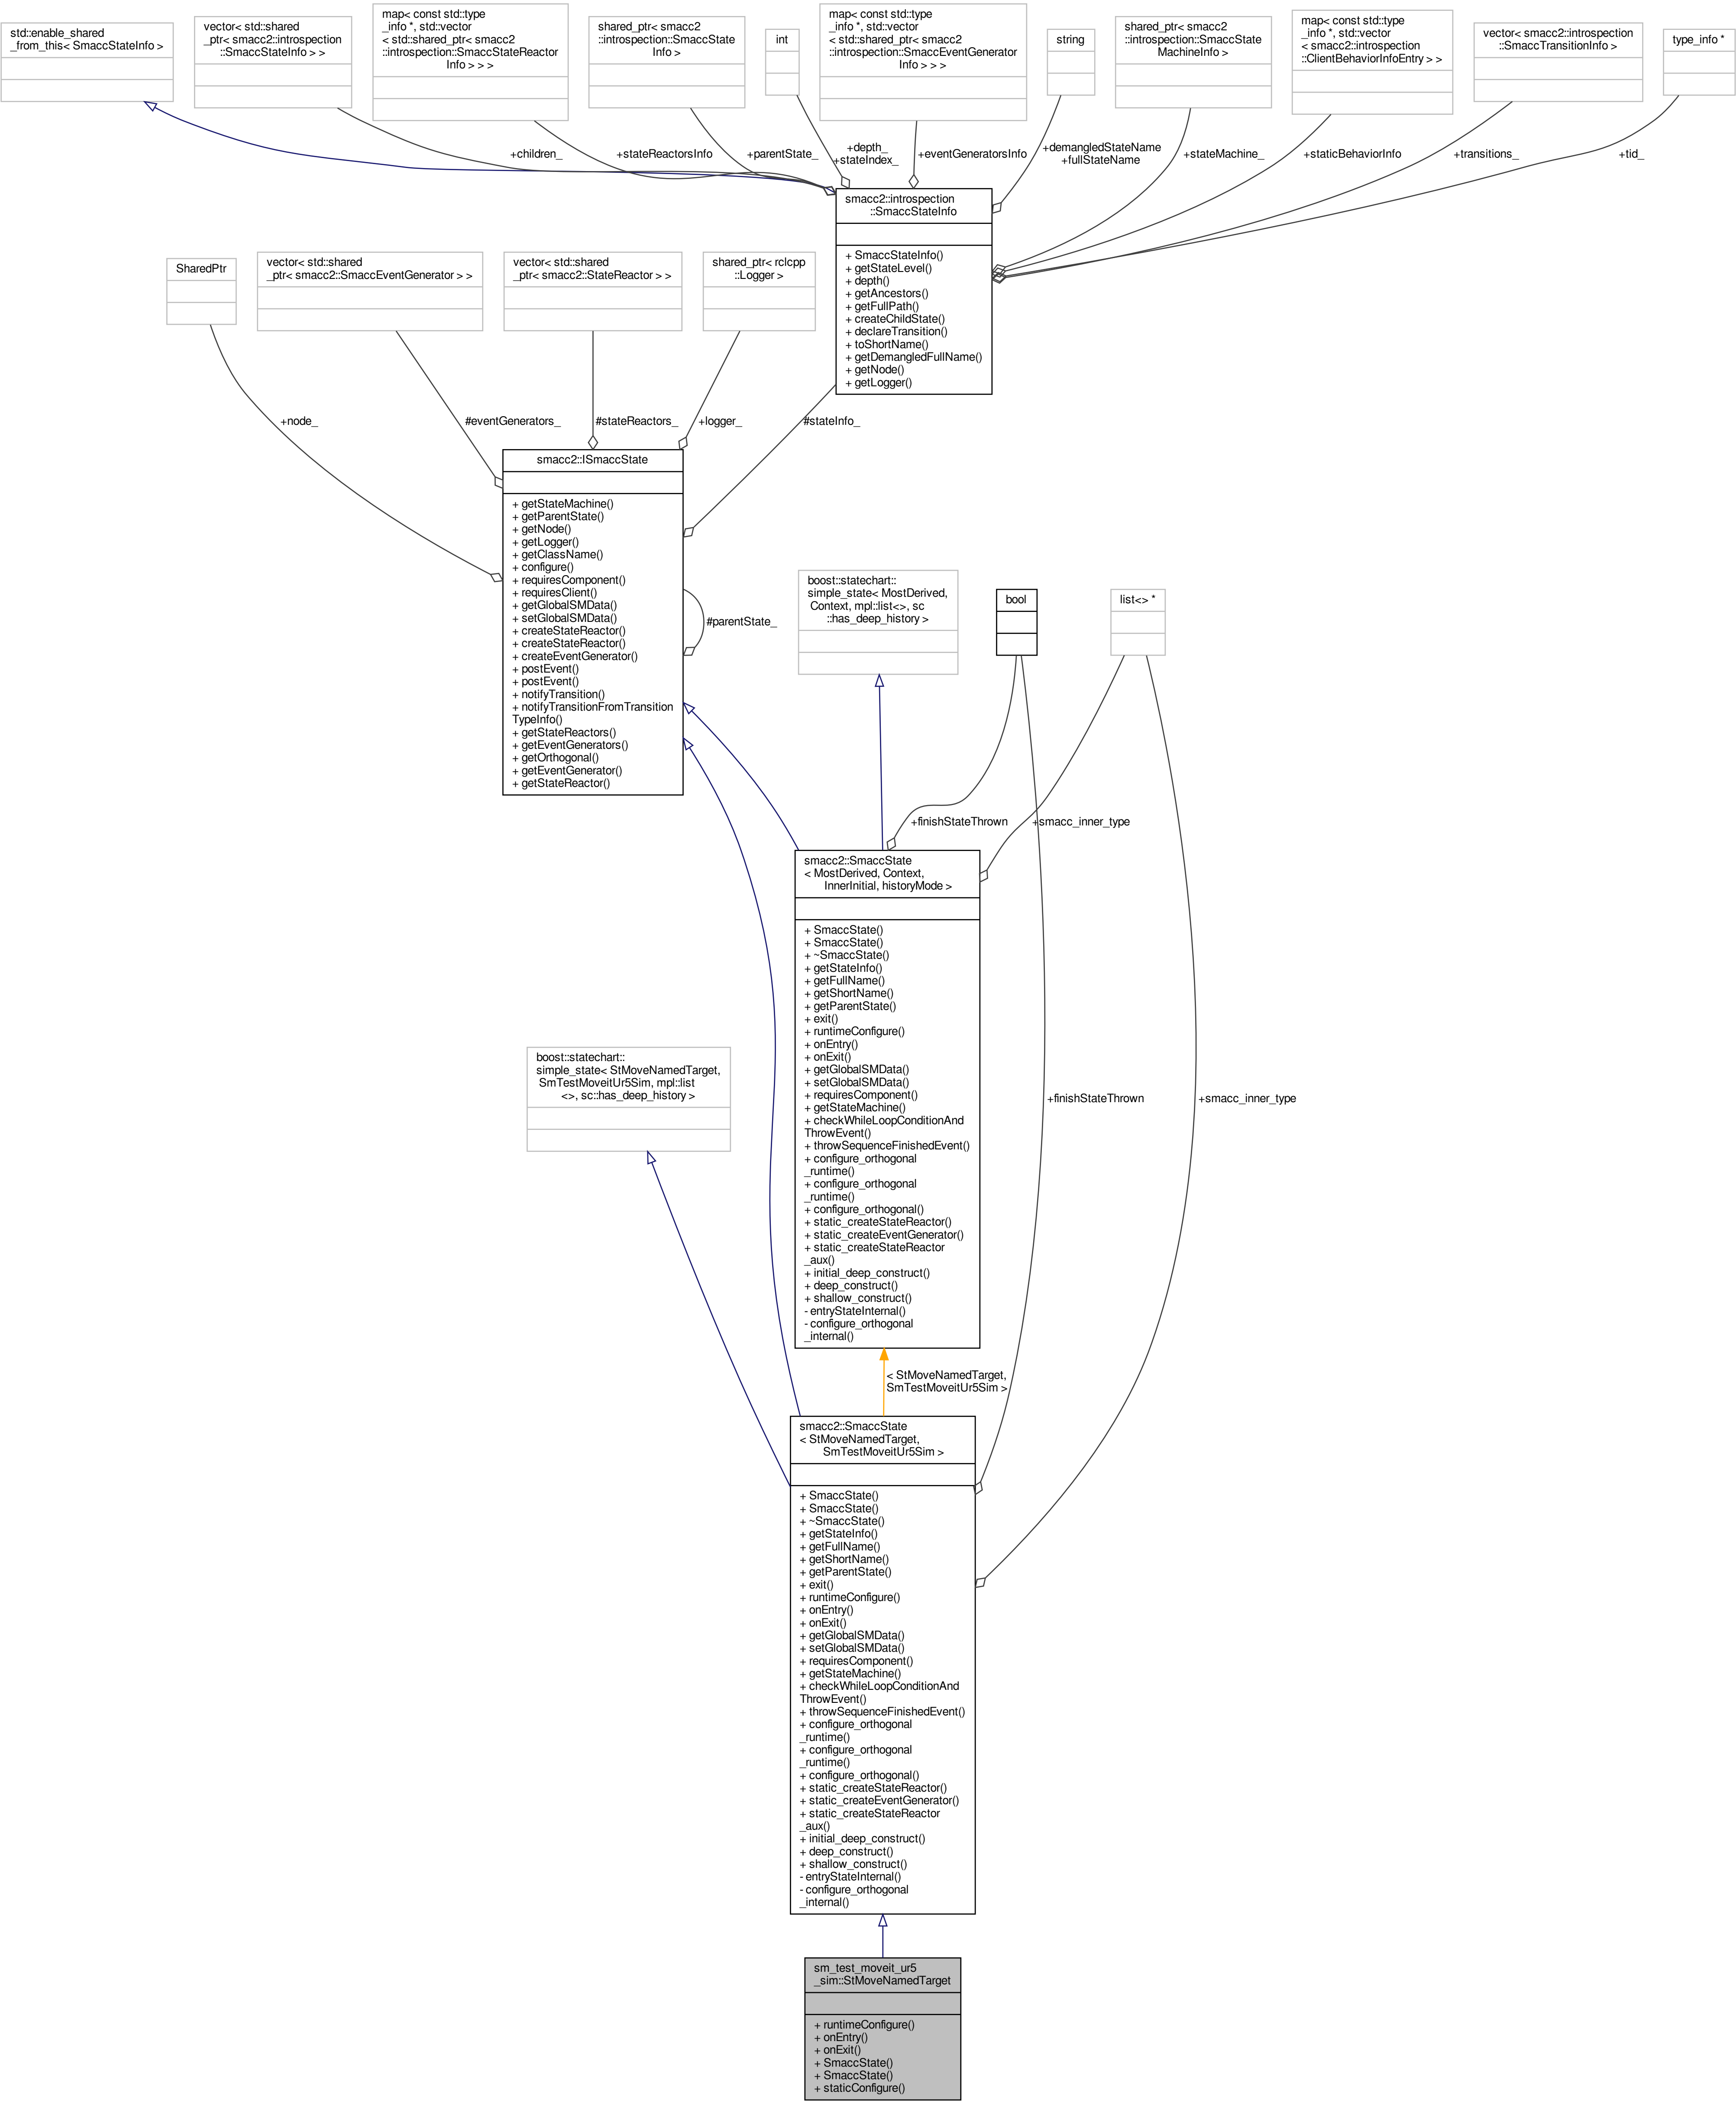 std::enable_shared
_from_this< SmaccStateInfo >
vector< std::shared
_ptr< smacc2::introspection
::SmaccStateInfo > >
map< const std::type
_info *, std::vector
< std::shared_ptr< smacc2
::introspection::SmaccStateReactor
Info > > >
shared_ptr< smacc2
::introspection::SmaccState
Info >
int
map< const std::type
_info *, std::vector
< std::shared_ptr< smacc2
::introspection::SmaccEventGenerator
Info > > >
string
shared_ptr< smacc2
::introspection::SmaccState
MachineInfo >
map< const std::type
_info *, std::vector
< smacc2::introspection
::ClientBehaviorInfoEntry > >
vector< smacc2::introspection
::SmaccTransitionInfo >
type_info *
+children_
+stateReactorsInfo
+parentState_
+depth_
+stateIndex_
+eventGeneratorsInfo
+demangledStateName
+fullStateName
+stateMachine_
+staticBehaviorInfo
+transitions_
+tid_
smacc2::introspection
::SmaccStateInfo
+ SmaccStateInfo()
+ getStateLevel()
+ depth()
+ getAncestors()
+ getFullPath()
+ createChildState()
+ declareTransition()
+ toShortName()
+ getDemangledFullName()
+ getNode()
+ getLogger()
SharedPtr
vector< std::shared
_ptr< smacc2::SmaccEventGenerator > >
vector< std::shared
_ptr< smacc2::StateReactor > >
shared_ptr< rclcpp
::Logger >
+node_
#eventGenerators_
#stateReactors_
+logger_
#stateInfo_
smacc2::ISmaccState
+ getStateMachine()
+ getParentState()
+ getNode()
+ getLogger()
+ getClassName()
+ configure()
+ requiresComponent()
+ requiresClient()
+ getGlobalSMData()
+ setGlobalSMData()
+ createStateReactor()
+ createStateReactor()
+ createEventGenerator()
+ postEvent()
+ postEvent()
+ notifyTransition()
+ notifyTransitionFromTransition
TypeInfo()
+ getStateReactors()
+ getEventGenerators()
+ getOrthogonal()
+ getEventGenerator()
+ getStateReactor()
#parentState_
boost::statechart::
simple_state< MostDerived,
Context, mpl::list<>, sc
::has_deep_history >
bool
list<> *
+finishStateThrown
+smacc_inner_type
smacc2::SmaccState
< MostDerived, Context,
InnerInitial, historyMode >
+ SmaccState()
+ SmaccState()
+ ~SmaccState()
+ getStateInfo()
+ getFullName()
+ getShortName()
+ getParentState()
+ exit()
+ runtimeConfigure()
+ onEntry()
+ onExit()
+ getGlobalSMData()
+ setGlobalSMData()
+ requiresComponent()
+ getStateMachine()
+ checkWhileLoopConditionAnd
ThrowEvent()
+ throwSequenceFinishedEvent()
+ configure_orthogonal
_runtime()
+ configure_orthogonal
_runtime()
+ configure_orthogonal()
+ static_createStateReactor()
+ static_createEventGenerator()
+ static_createStateReactor
_aux()
+ initial_deep_construct()
+ deep_construct()
+ shallow_construct()
- entryStateInternal()
- configure_orthogonal
_internal()
boost::statechart::
simple_state< StMoveNamedTarget,
SmTestMoveitUr5Sim, mpl::list
<>, sc::has_deep_history >
+finishStateThrown
+smacc_inner_type
< StMoveNamedTarget,
SmTestMoveitUr5Sim >
smacc2::SmaccState
< StMoveNamedTarget,
SmTestMoveitUr5Sim >
+ SmaccState()
+ SmaccState()
+ ~SmaccState()
+ getStateInfo()
+ getFullName()
+ getShortName()
+ getParentState()
+ exit()
+ runtimeConfigure()
+ onEntry()
+ onExit()
+ getGlobalSMData()
+ setGlobalSMData()
+ requiresComponent()
+ getStateMachine()
+ checkWhileLoopConditionAnd
ThrowEvent()
+ throwSequenceFinishedEvent()
+ configure_orthogonal
_runtime()
+ configure_orthogonal
_runtime()
+ configure_orthogonal()
+ static_createStateReactor()
+ static_createEventGenerator()
+ static_createStateReactor
_aux()
+ initial_deep_construct()
+ deep_construct()
+ shallow_construct()
- entryStateInternal()
- configure_orthogonal
_internal()
sm_test_moveit_ur5
_sim::StMoveNamedTarget
+ runtimeConfigure()
+ onEntry()
+ onExit()
+ SmaccState()
+ SmaccState()
+ staticConfigure()